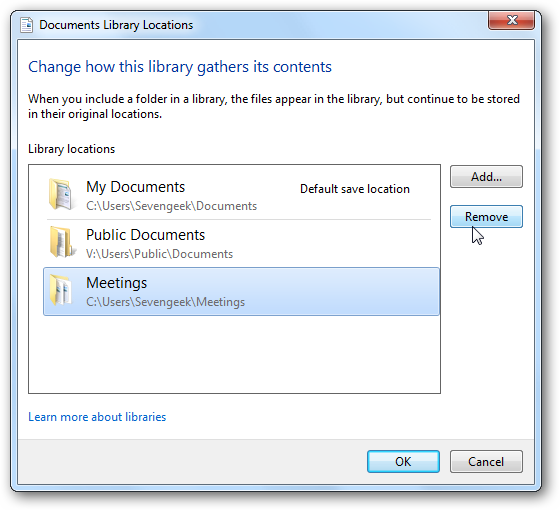 Documents Library Locations
Change how this library gathers its contents
When you include a folder in a library, the files appear in the library, but continue to be stored
in their original locations.
Library locations
My Documents Default save location
C:\Users\Sevengeek\Documents
Public Documents
V:\Users\Public\Documents
Meetings
C:\Users\Sevengeek\Meetings
Add...
Remove
Learn more about libraries
OK Cancel